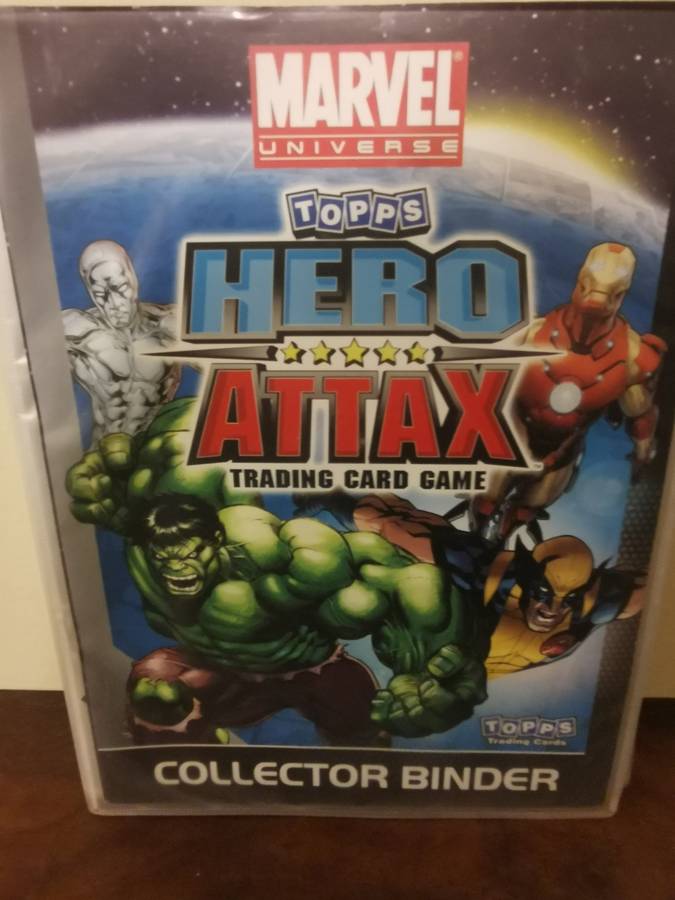 MARVEL
UNIVERSE
TOPPS
HERO
ATTAX
TRADING CARD GAME
TOPPS
Trading Cards
COLLECTOR BINDER